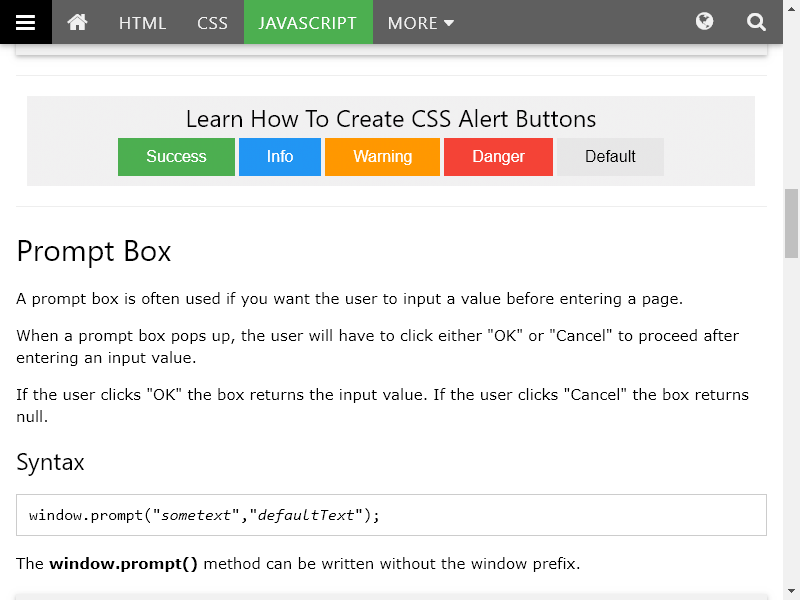 HTML CSS JAVASCRIPT MORE
Learn How To Create CSS Alert Buttons
Success Info Warning Danger Default
Prompt Box
A prompt box is often used if you want the user to input a value before entering a page.
When a prompt box pops up, the user will have to click either "OK" or "Cancel" to proceed after
entering an input value.
If the user clicks "OK" the box returns the input value. If the user clicks "Cancel" the box returns
null.
Syntax
window.prompt("sometext","defaultText");
The window.prompt() method can be written without the window prefix.